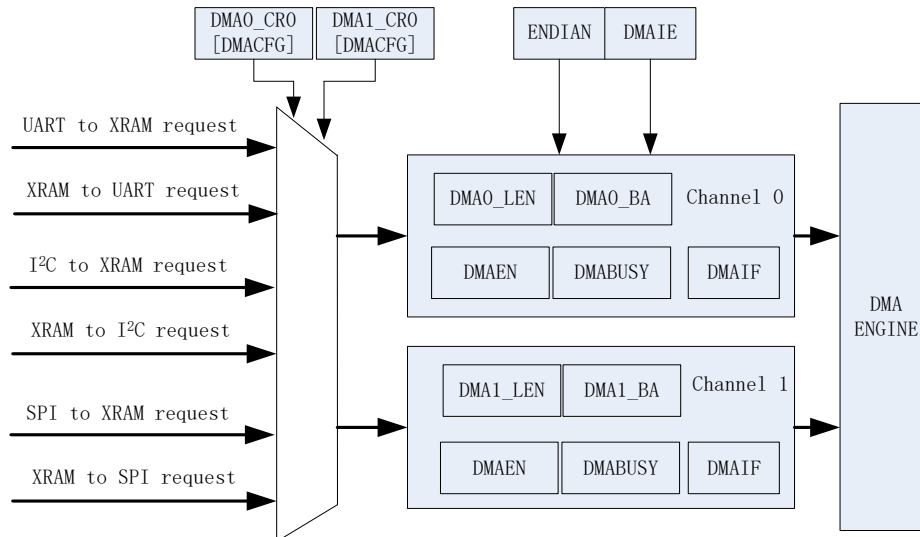 DMA0_CR0
[DMACFG]
DMA1_CR0
[DMACFG]
ENDIAN
DMAIE
UART to XRAM request
XRAM to UART request
I²C to XRAM request
XRAM to I²C request
SPI to XRAM request
XRAM to SPI request
DMA0_LEN
DMA0_BA
Channel 0
DMAEN
DMABUSY
DMAIF
DMA1_LEN
DMA1_BA
Channel 1
DMAEN
DMABUSY
DMAIF
DMA
ENGINE